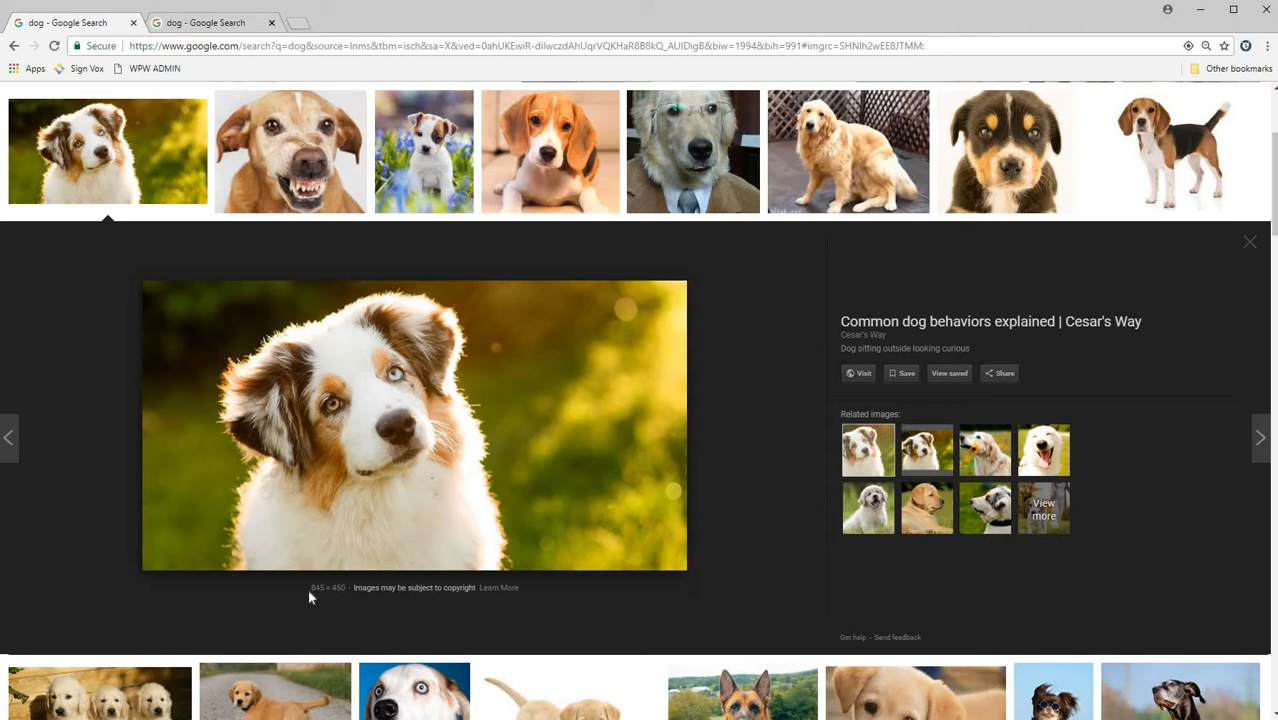 dog - Google Search
dog - Google Search
Secure
https://www.google.com/search?q=dog&source=lnms&tbm=isch&sa=X&ved=0ahUKEwiR-dilwczdAhUqrVQKHaR8B8kQ_AUIDigB&biw=1994&bih=991#imgrc=SHNIh2wEE8JTMM:
Apps
Sign Vox
WPW ADMIN
Other bookmarks
Common dog behaviors explained | Cesar's Way
Cesar's Way
Dog sitting outside looking curious
Visit
Save
View saved
Share
Related images:
View
more
845 × 450 - Images may be subject to copyright Learn More
Get help - Send feedback